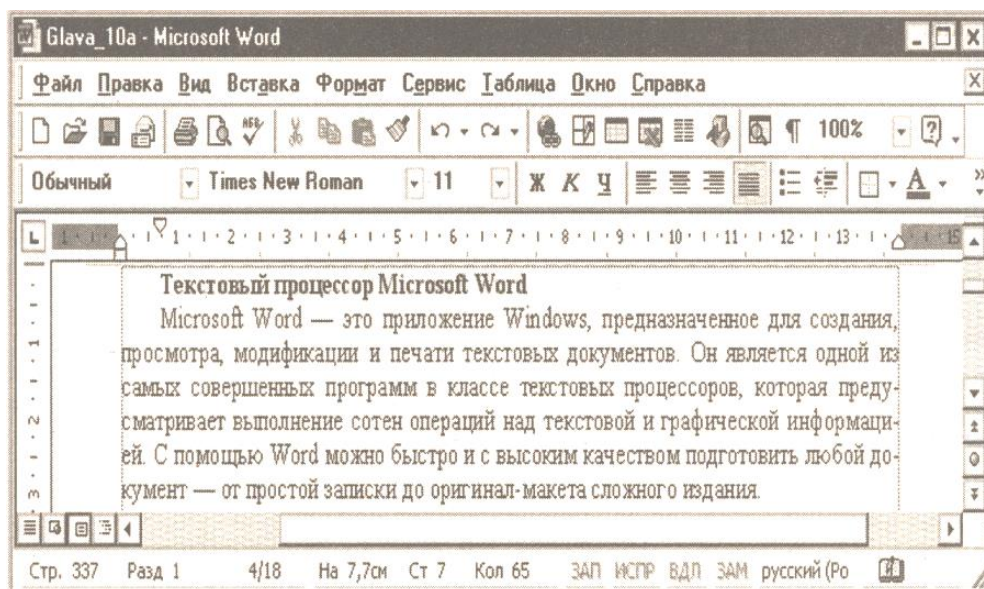 Glava_10a - Microsoft Word
Файл Правка Вид Вставка Формат Сервис Таблица Окно Справка
100%
Обычный Times New Roman 11 Ж К Ч А
1 1 2 3 4 5 6 7 8 9 10 11 12 13 15
Текстовый процессор Microsoft Word
Microsoft Word — это приложение Windows, предназначенное для создания,
просмотра, модификации и печати текстовых документов. Он является одной из
самых совершенных программ в классе текстовых процессоров, которая преду-
сматривает выполнение сотен операций над текстовой и графической информаци-
ей. С помощью Word можно быстро и с высоким качеством подготовить любой до-
кумент — от простой записки до оригинал-макета сложного издания.
Стр. 337 Разд 1 4/18 На 7,7см Ст 7 Кол 65 ЗАП ИСПР ВДЛ ЗАМ русский (Ро